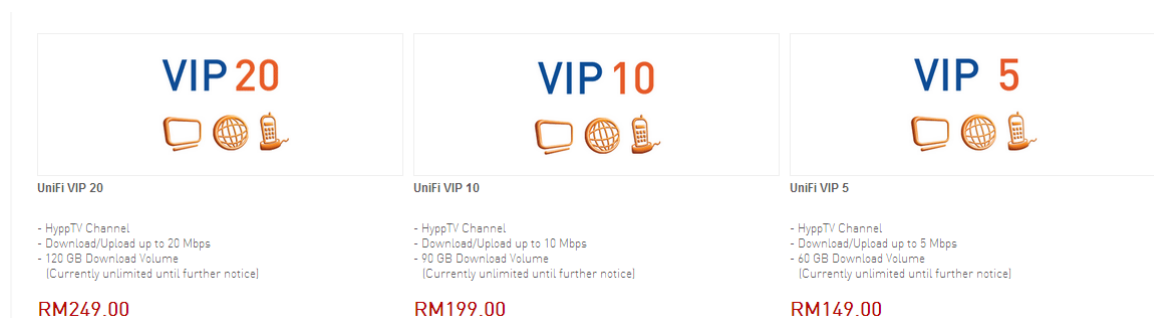 VIP 20
UniFi VIP 20
- HyppTV Channel
- Download/Upload up to 20 Mbps
- 120 GB Download Volume
(Currently unlimited until further notice)
RM249.00
VIP 10
UniFi VIP 10
- HyppTV Channel
- Download/Upload up to 10 Mbps
- 90 GB Download Volume
(Currently unlimited until further notice)
RM199.00
VIP 5
UniFi VIP 5
- HyppTV Channel
- Download/Upload up to 5 Mbps
- 60 GB Download Volume
(Currently unlimited until further notice)
RM149.00